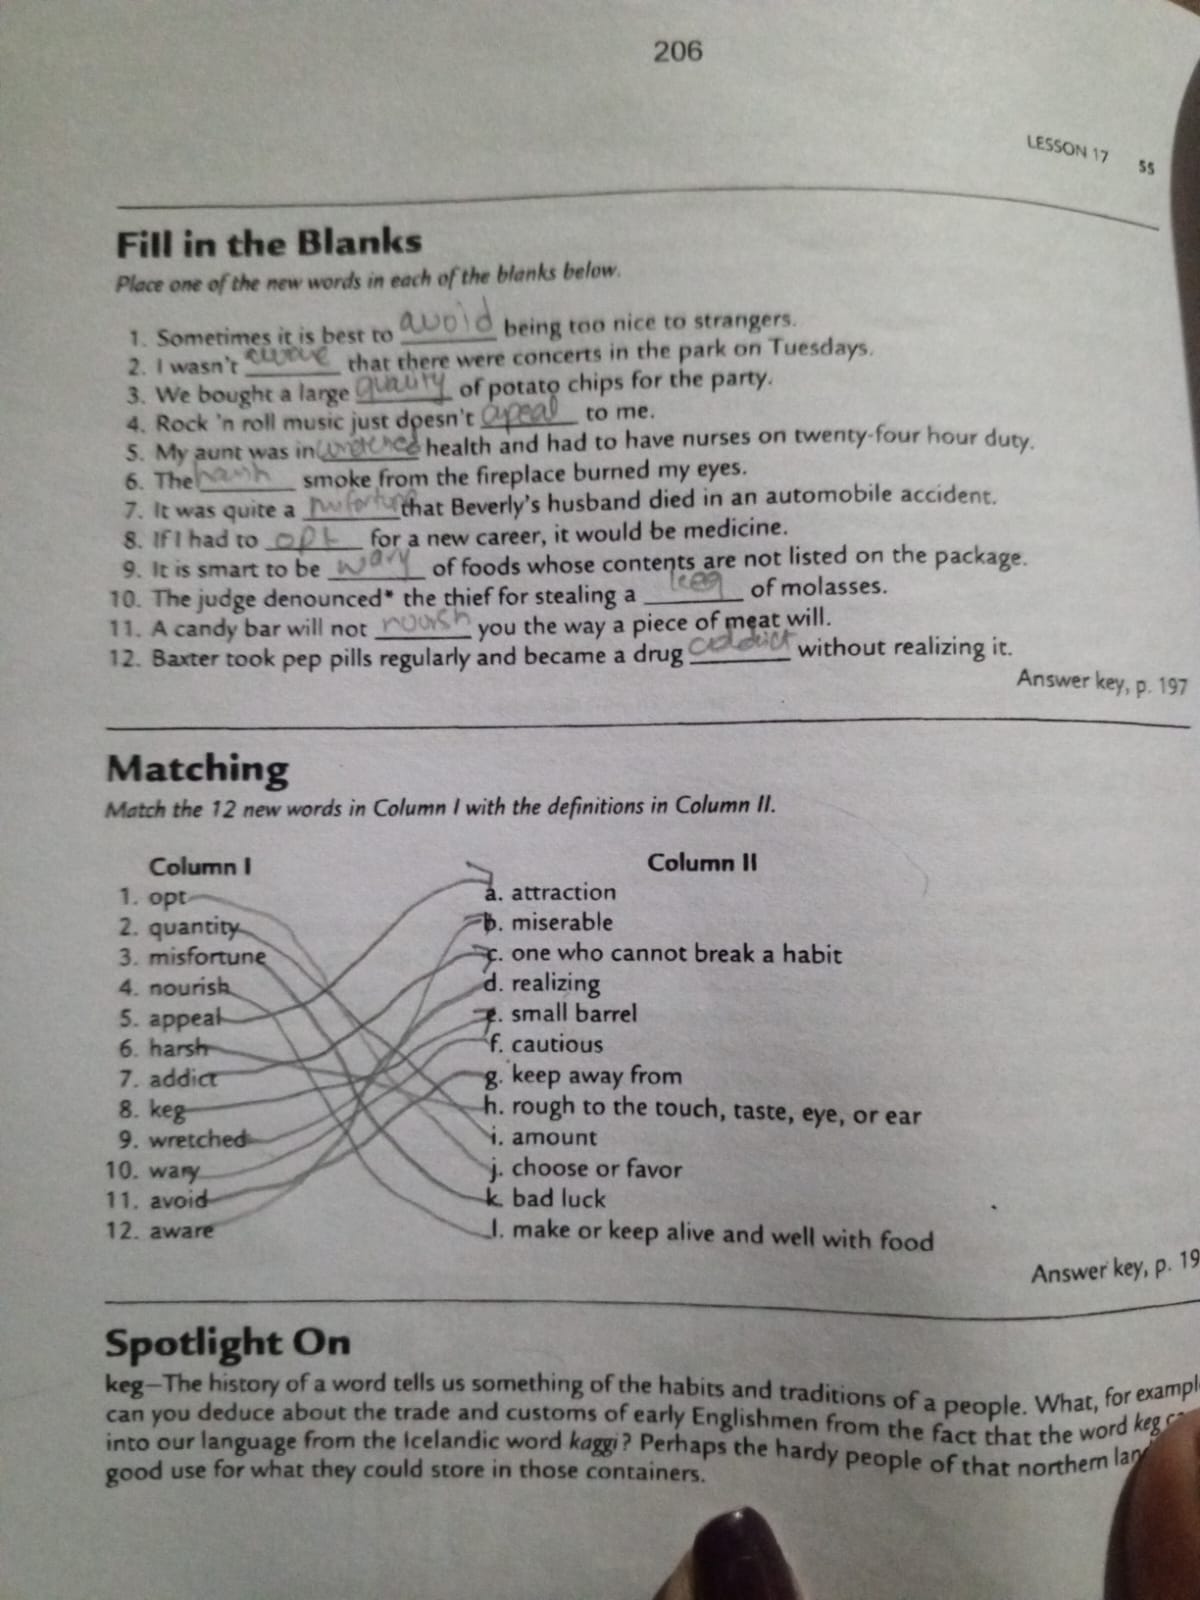 206
LESSON 17 55
Fill in the Blanks
Place one of the new words in each of the blanks below.
1. Sometimes it is best to avoid being too nice to strangers.
2. I wasn't aware that there were concerts in the park on Tuesdays.
3. We bought a large of potato chips for the party.
4. Rock 'n roll music just doesn't apeal to me.
5. My aunt was in health and had to have nurses on twenty-four hour duty.
6. The harsh smoke from the fireplace burned my eyes.
7. It was quite a that Beverly's husband died in an automobile accident.
8. If I had to opt for a new career, it would be medicine.
9. It is smart to be wary of foods whose contents are not listed on the package.
10. The judge denounced* the thief for stealing a keg of molasses.
11. A candy bar will not you the way a piece of meat will.
12. Baxter took pep pills regularly and became a drug addict without realizing it.
Answer key, p. 197
Matching
Match the 12 new words in Column I with the definitions in Column II.
Column I Column II
1. opt a. attraction
2. quantity b. miserable
3. misfortune c. one who cannot break a habit
4. nourish d. realizing
5. appeal e. small barrel
6. harsh f. cautious
7. addict g. keep away from
8. keg h. rough to the touch, taste, eye, or ear
9. wretched i. amount
10. wary j. choose or favor
11. avoid k. bad luck
12. aware l. make or keep alive and well with food
Answer key, p. 19
Spotlight On
keg—The history of a word tells us something of the habits and traditions of a people. What, for exampl
can you deduce about the trade and customs of early Englishmen from the fact that the word keg
into our language from the Icelandic word kaggi? Perhaps the hardy people of that northern
good use for what they could store in those containers.